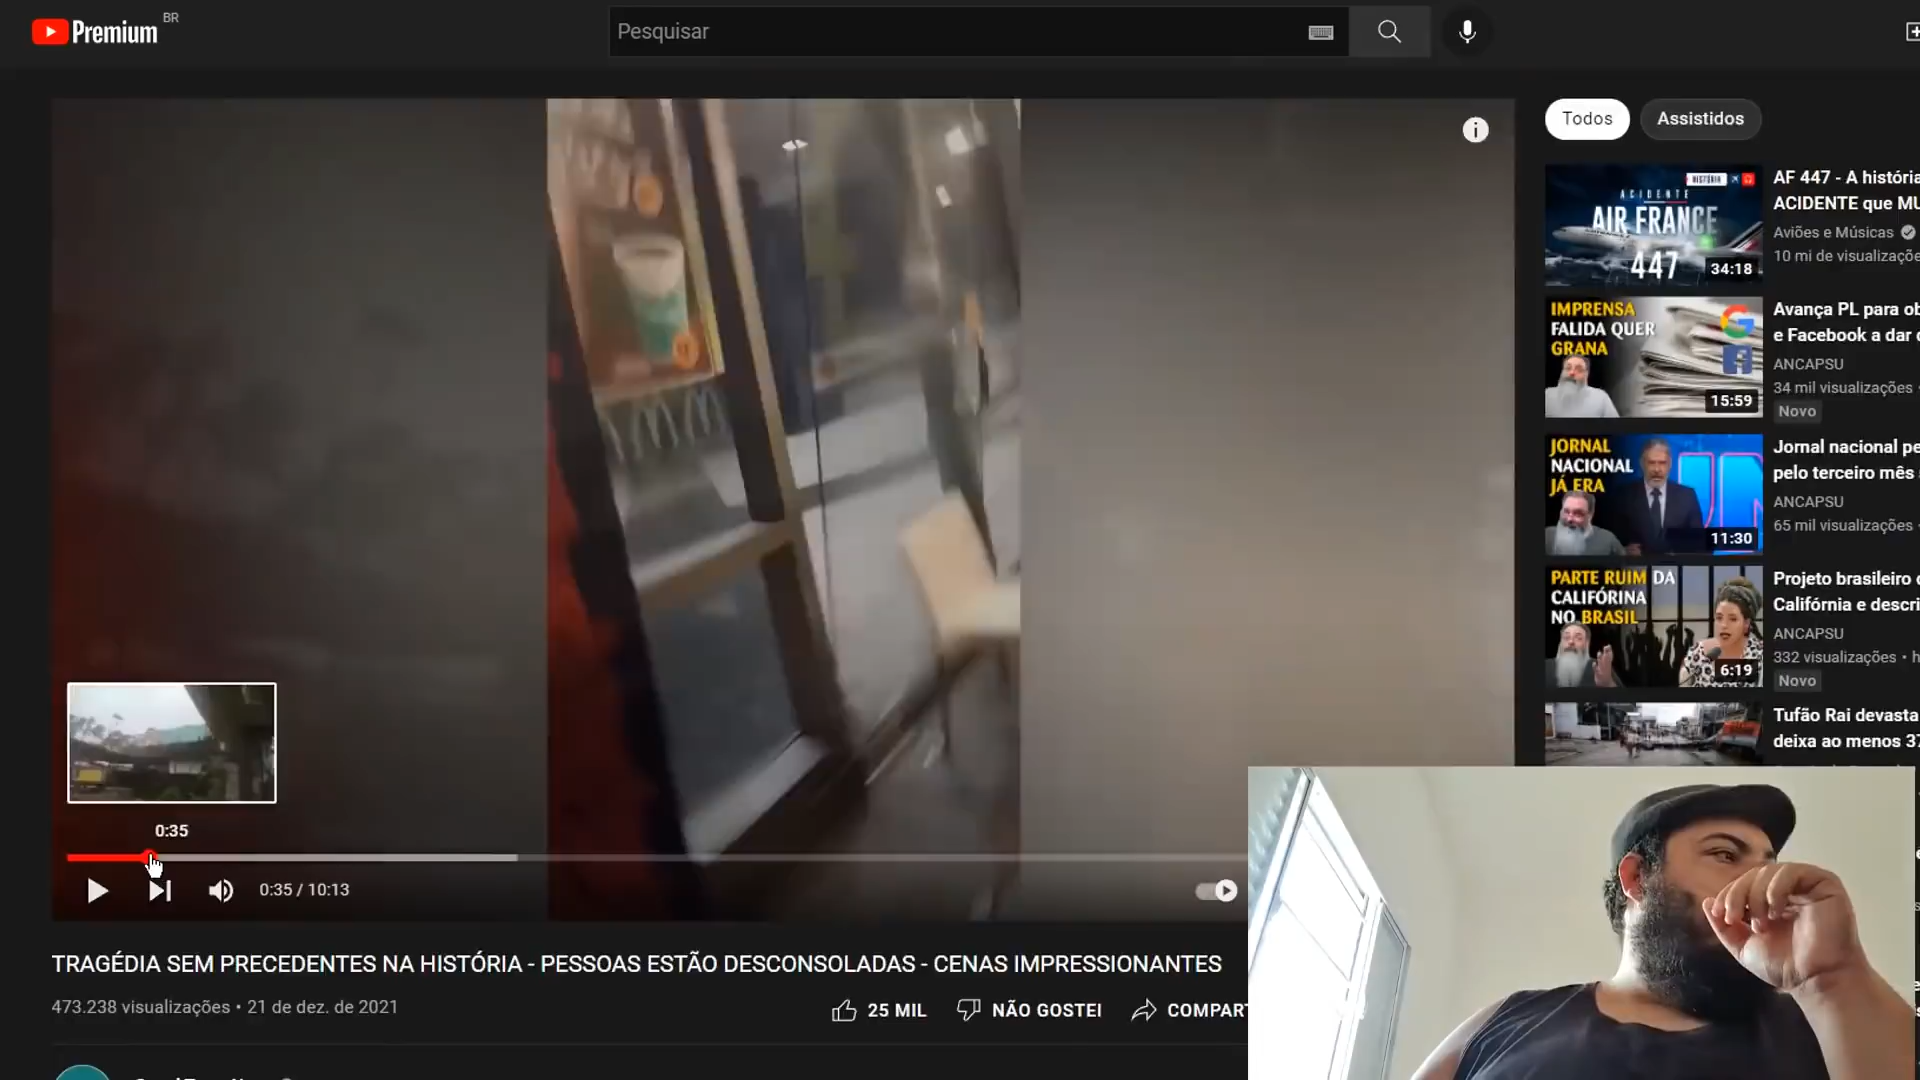 Premium BR
Pesquisar
Todos
Assistidos
HISTÓRIA
ACIDENTE
AIR FRANCE
447
34:18
AF 447 - A história
ACIDENTE que MU
Aviões e Músicas
10 mi de visualizaçõe
IMPRENSA
FALIDA QUER
GRANA
15:59
Avança PL para ob
e Facebook a dar
ANCAPSU
34 mil visualizações
Novo
JORNAL
NACIONAL
JÁ ERA
11:30
Jornal nacional pe
pelo terceiro mês
ANCAPSU
65 mil visualizações
PARTE RUIM DA
CALIFÓRINA
NO BRASIL
6:19
Projeto brasileiro
Califórnia e descri
ANCAPSU
332 visualizações • h
Novo
Tufão Rai devasta
deixa ao menos 37
0:35
0:35 / 10:13
TRAGÉDIA SEM PRECEDENTES NA HISTÓRIA - PESSOAS ESTÃO DESCONSOLADAS - CENAS IMPRESSIONANTES
473.238 visualizações • 21 de dez. de 2021
25 MIL
NÃO GOSTEI
COMPART